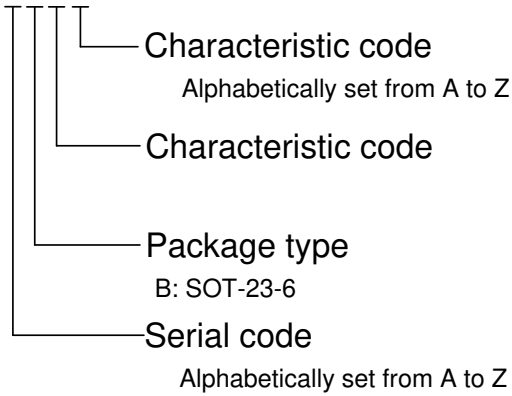 Characteristic code
Alphabetically set from A to Z
Characteristic code
Package type
B: SOT-23-6
Serial code
Alphabetically set from A to Z